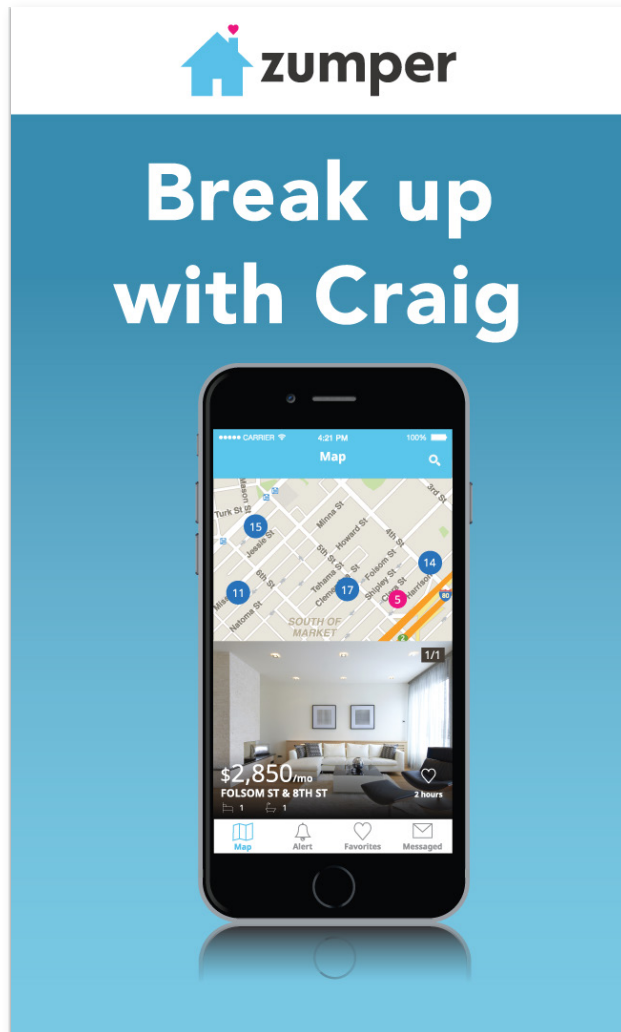 zumper
Break up
with Craig
CARRIER 4:21 PM 100%
Map
Mason St
3rd St
Turk St
15
Minna St
Jessie St
Howard St
4th St
5th St
14
6th St
Tehama St
Folsom St
Shipley St
Clara St
Harrison
11
17
5
80
Natoma St
SOUTH OF
MARKET
2
1/1
$2,850/mo
FOLSOM ST & 8TH ST
2 hours
1 1
Map Alert Favorites Messaged